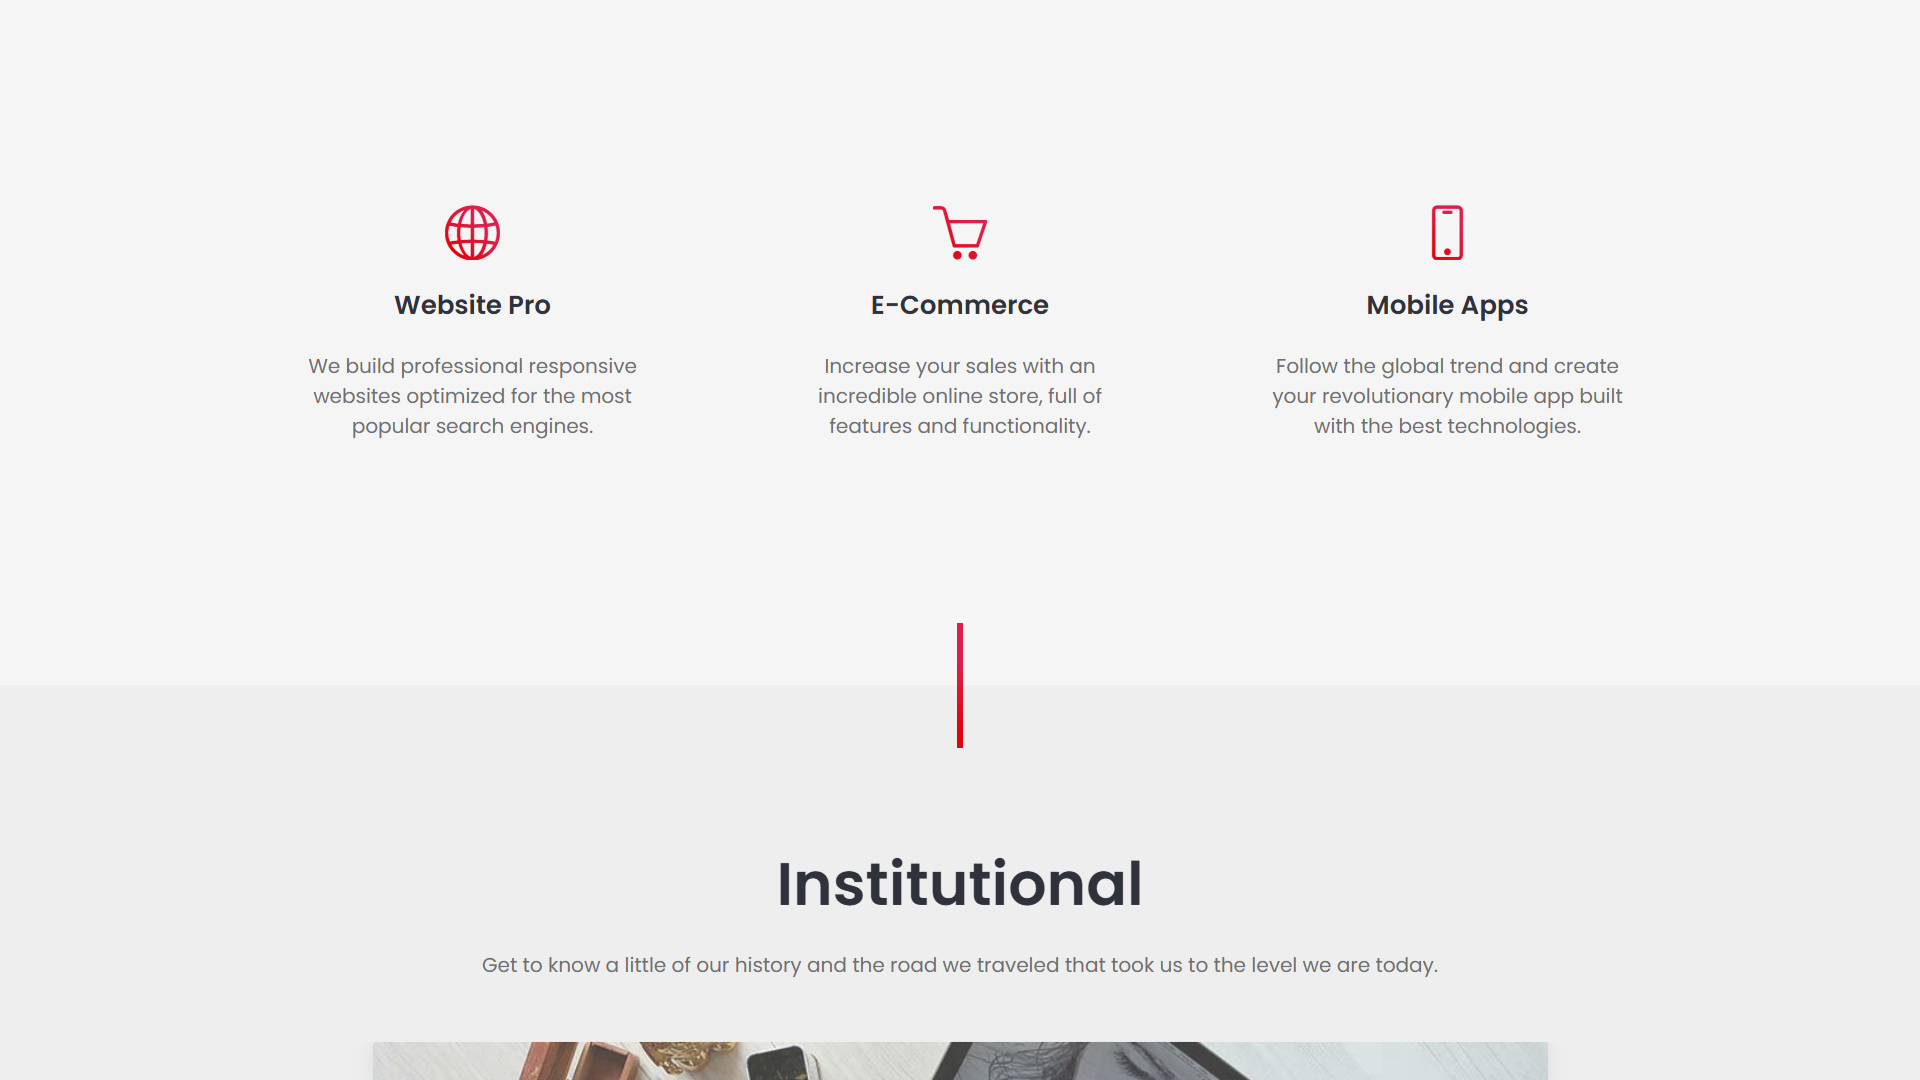 Website Pro
We build professional responsive
websites optimized for the most
popular search engines.
E-Commerce
Increase your sales with an
incredible online store, full of
features and functionality.
Mobile Apps
Follow the global trend and create
your revolutionary mobile app built
with the best technologies.
Institutional
Get to know a little of our history and the road we traveled that took us to the level we are today.